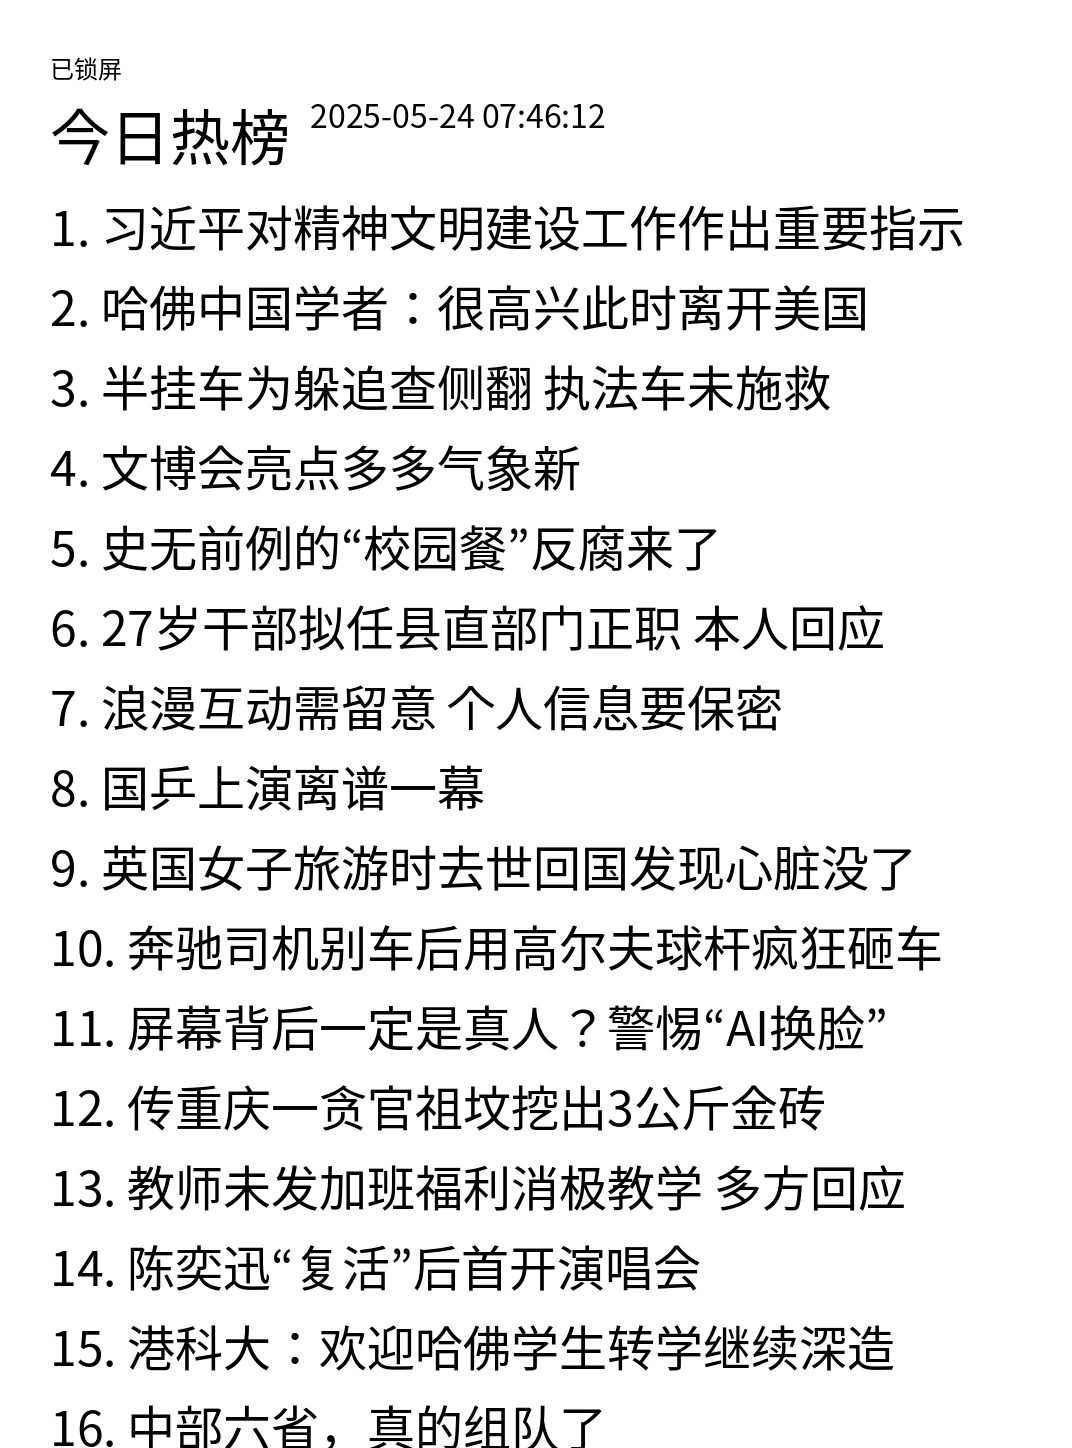 已锁屏
今日热榜 2025-05-24 07:46:12
1. 习近平对精神文明建设工作作出重要指示
2. 哈佛中国学者：很高兴此时离开美国
3. 半挂车为躲追查侧翻 执法车未施救
4. 文博会亮点多多气象新
5. 史无前例的“校园餐”反腐来了
6. 27岁干部拟任县直部门正职 本人回应
7. 浪漫互动需留意 个人信息要保密
8. 国乒上演离谱一幕
9. 英国女子旅游时去世回国发现心脏没了
10. 奔驰司机别车后用高尔夫球杆疯狂砸车
11. 屏幕背后一定是真人？警惕“AI换脸”
12. 传重庆一贪官祖坟挖出3公斤金砖
13. 教师未发加班福利消极教学 多方回应
14. 陈奕迅“复活”后首开演唱会
15. 港科大：欢迎哈佛学生转学继续深造
16. 中部六省，真的组队了